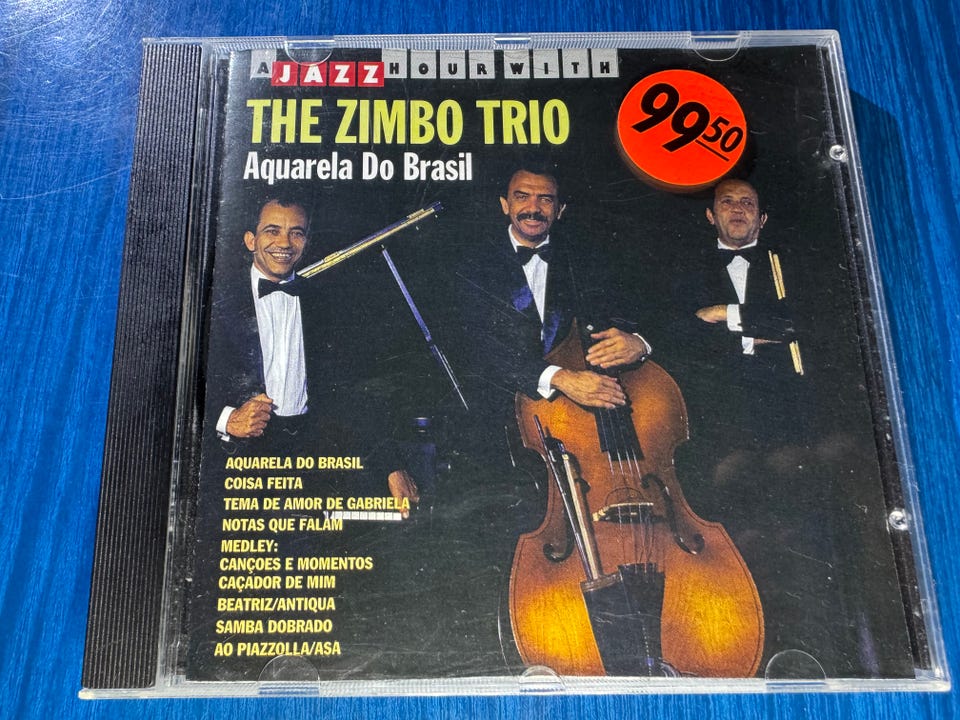 A JAZZ HOUR WITH
THE ZIMBO TRIO
Aquarela Do Brasil
99 50
AQUARELA DO BRASIL
COISA FEITA
TEMA DE AMOR DE GABRIELA
NOTAS QUE FALAM
MEDLEY:
CANÇOES E MOMENTOS
CAÇADOR DE MIM
BEATRIZ/ANTIQUA
SAMBA DOBRADO
AO PIAZZOLLA/ASA